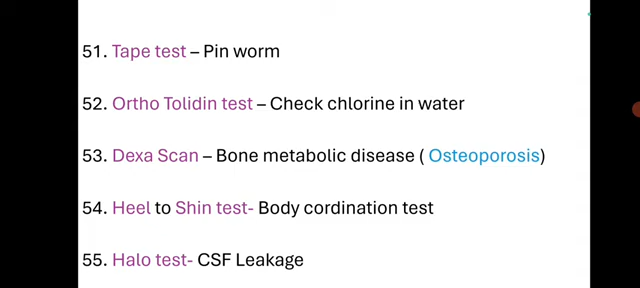 51. Tape test – Pin worm
52. Ortho Tolidin test – Check chlorine in water
53. Dexa Scan – Bone metabolic disease ( Osteoporosis)
54. Heel to Shin test- Body cordination test
55. Halo test- CSF Leakage